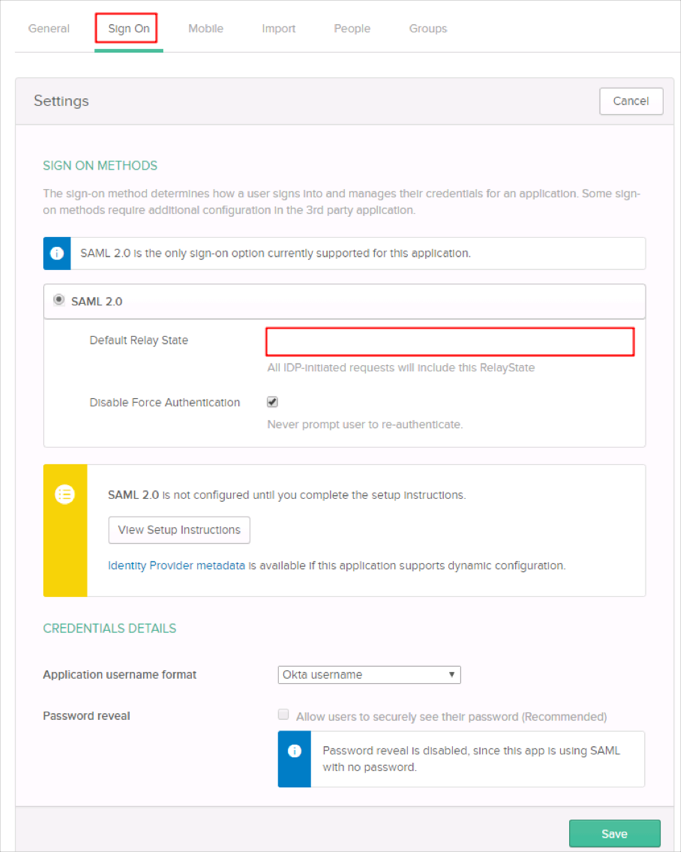 General Sign On Mobile Import People Groups
Settings
Cancel
SIGN ON METHODS
The sign-on method determines how a user signs into and manages their credentials for an application. Some sign-
on methods require additional configuration in the 3rd party application.
SAML 2.0 is the only sign-on option currently supported for this application.
SAML 2.0
Default Relay State
All IDP-initiated requests will include this RelayState
Disable Force Authentication
Never prompt user to re-authenticate.
SAML 2.0 is not configured until you complete the setup instructions.
View Setup Instructions
Identity Provider metadata is available if this application supports dynamic configuration.
CREDENTIALS DETAILS
Application username format
Okta username
Password reveal
Allow users to securely see their password (Recommended)
Password reveal is disabled, since this app is using SAML
with no password.
Save